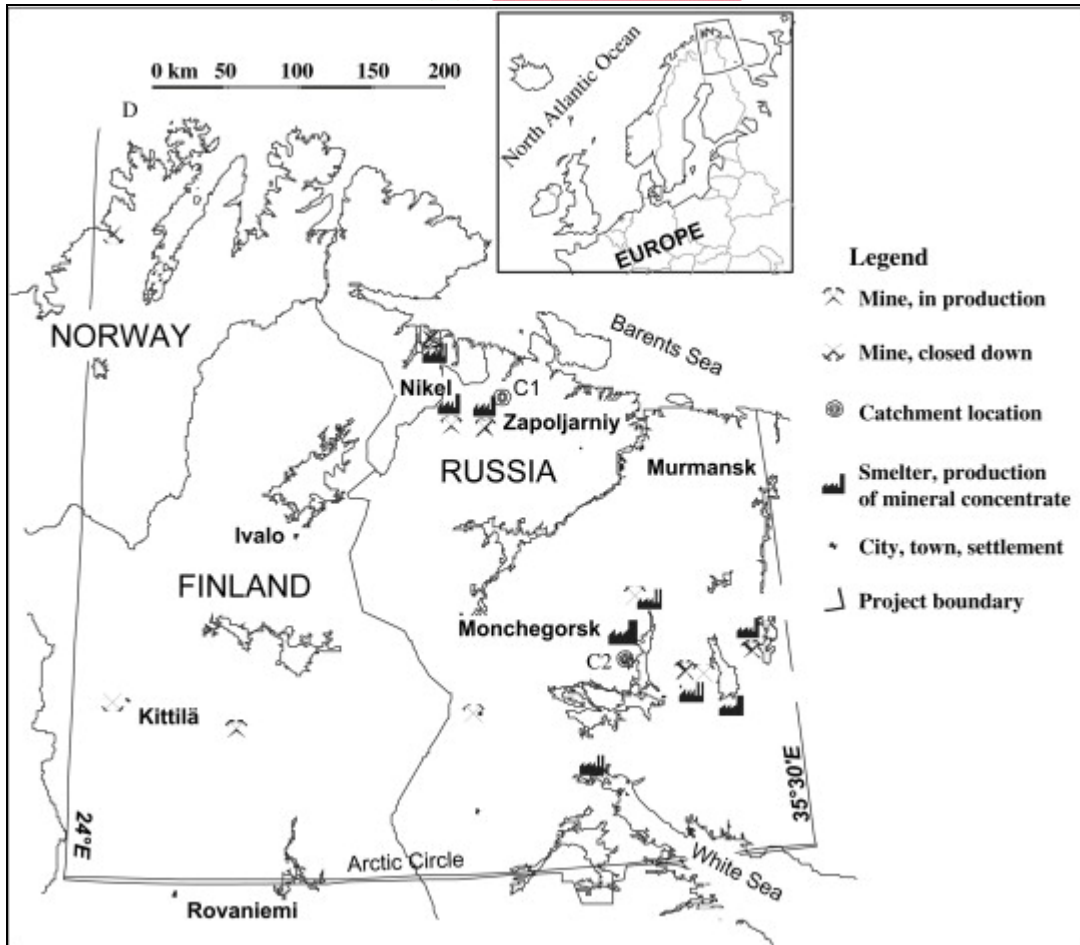 0 km 50 100 150 200
D
North Atlantic Ocean
EUROPE
Legend
Mine, in production
Mine, closed down
Catchment location
Smelter, production
of mineral concentrate
City, town, settlement
Project boundary
NORWAY
Barents Sea
Nikel
C1
Zapoljarniy
RUSSIA
Murmansk
Ivalo
FINLAND
Monchegorsk
C2
Kittilä
24°E
35°30'E
Arctic Circle
White Sea
Rovaniemi